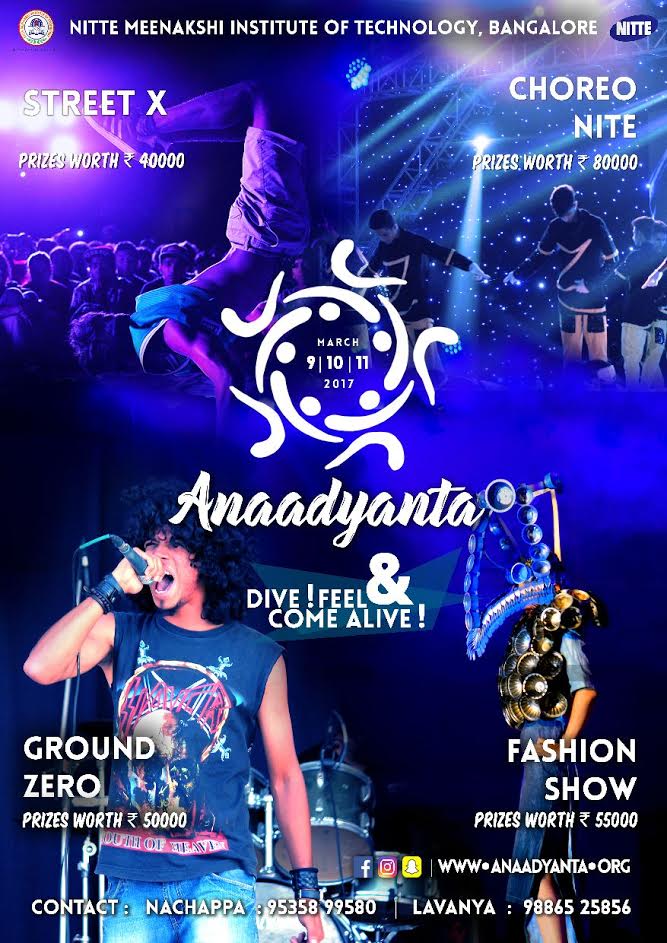 NITTE MEENAKSHI INSTITUTE OF TECHNOLOGY, BANGALORE
NITTE
STREET X
PRIZES WORTH ₹ 40000
CHOREO
NITE
PRIZES WORTH ₹ 80000
MARCH
9|10|11
2017
Anaadyanta
DIVE ! FEEL &
COME ALIVE !
GROUND
ZERO
PRIZES WORTH ₹ 50000
FASHION
SHOW
PRIZES WORTH ₹ 55000
WWW•ANAADYANTA•ORG
CONTACT : NACHAPPA : 95358 99580 | LAVANYA : 98865 25856